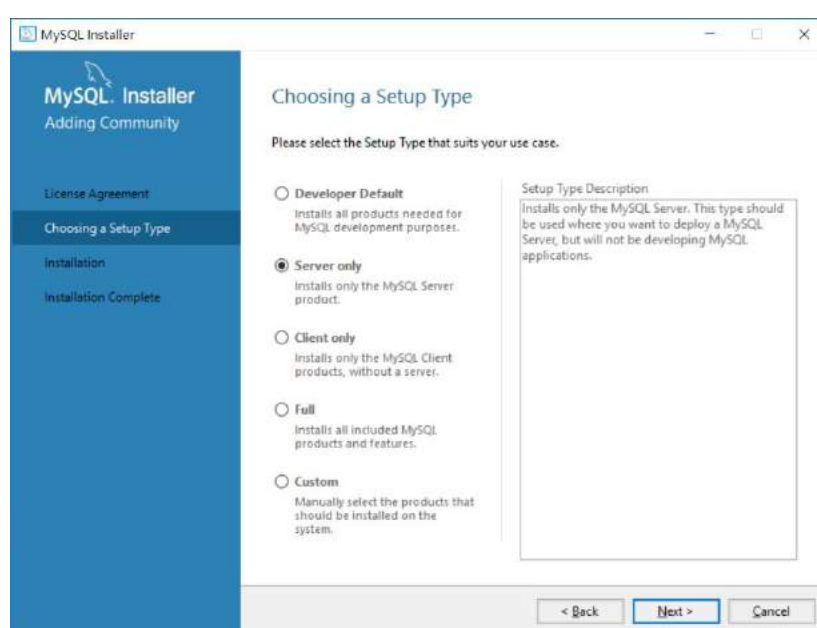 MySQL Installer
MySQL. Installer
Adding Community
License Agreement
Choosing a Setup Type
Installation
Installation Complete
Choosing a Setup Type
Please select the Setup Type that suits your use case.
Developer Default
Installs all products needed for
MySQL development purposes.
Server only
Installs only the MySQL Server
product.
Client only
Installs only the MySQL Client
products, without a server.
Full
Installs all included MySQL
products and features.
Custom
Manually select the products that
should be installed on the
system.
Setup Type Description
Installs only the MySQL Server. This type should
be used where you want to deploy a MySQL
Server, but will not be developing MySQL
applications.
< Back
Next >
Cancel